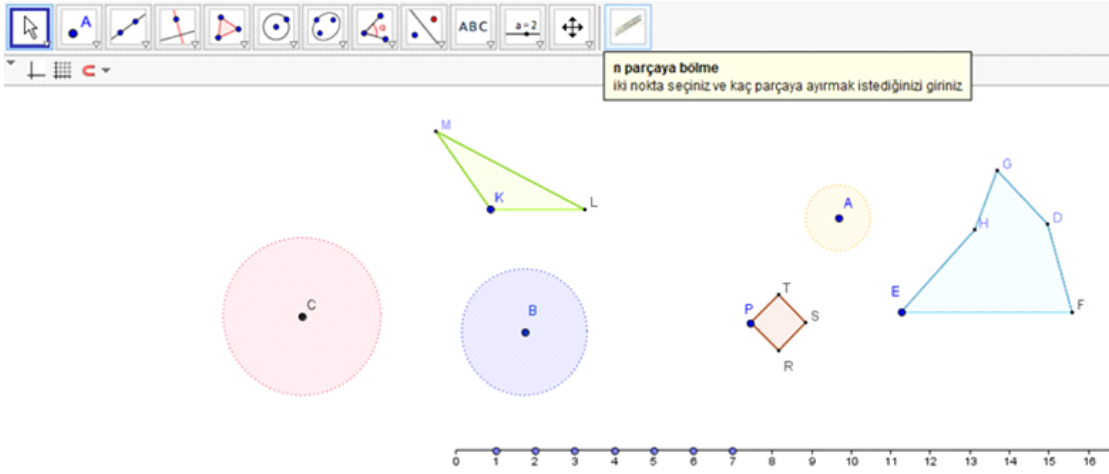 A
α
ABC
a=2
n parçaya bölme
iki nokta seçiniz ve kaç parçaya ayırmak istediğinizi giriniz
M
G
K
L
A
H
D
C
B
E
T
P
S
F
R
0 1 2 3 4 5 6 7 8 9 10 11 12 13 14 15 16